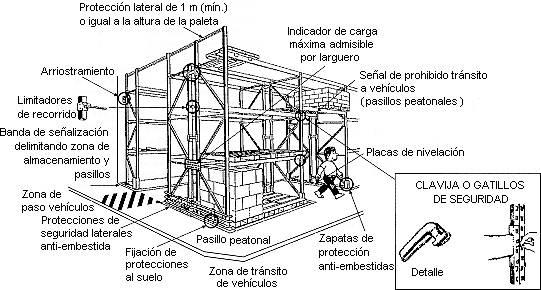 Protección lateral de 1 m (mín.)
o igual a la altura de la paleta
Indicador de carga
máxima admisible
por larguero
Arriostramiento
Señal de prohibido tránsito
a vehículos
(pasillos peatonales)
Limitadores
de recorrido
Banda de señalización
delimitando zona de
almacenamiento y
pasillos
Placas de nivelación
Zona de
paso vehículos
Protecciones de
seguridad laterales
anti-embestida
Fijación de
protecciones
al suelo
Pasillo peatonal
Zona de tránsito
de vehículos
Zapatas de
protección
anti-embestidas
CLAVIJA O GATILLOS
DE SEGURIDAD
Detalle